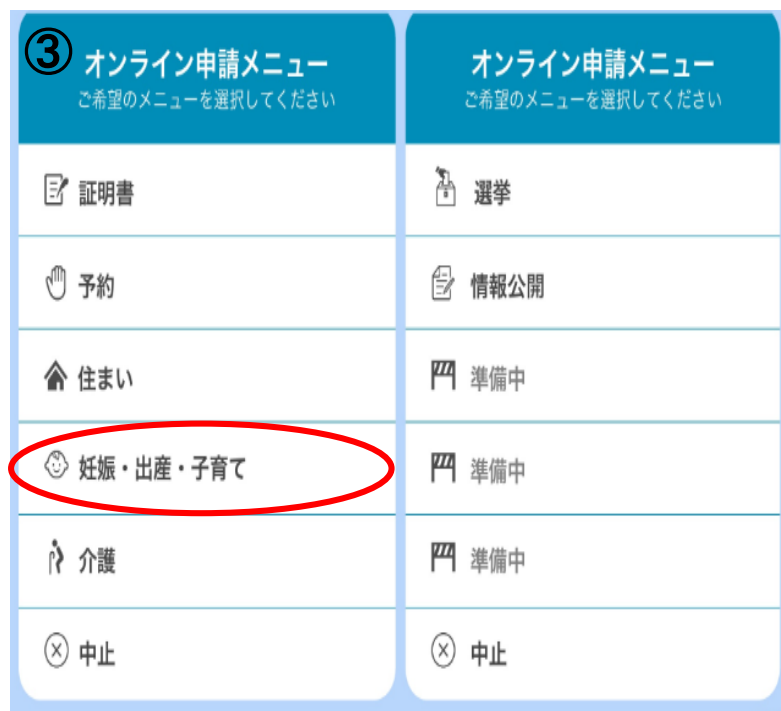 ③
オンライン申請メニュー
ご希望のメニューを選択してください
証明書
予約
住まい
妊娠・出産・子育て
介護
中止
オンライン申請メニュー
ご希望のメニューを選択してください
選挙
情報公開
準備中
準備中
準備中
中止